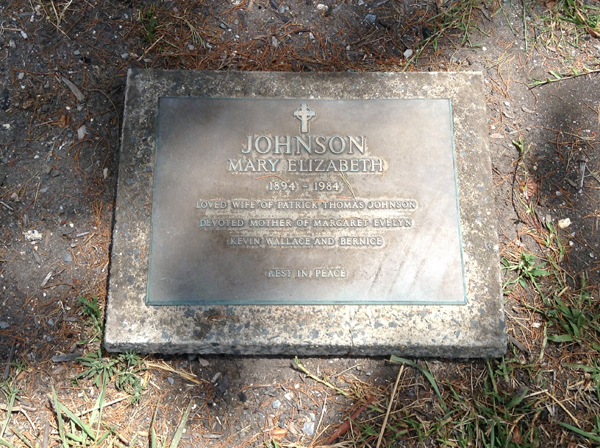 JOHNSON
MARY ELIZABETH
1894 - 1984
LOVED WIFE OF PATRICK THOMAS JOHNSON
DEVOTED MOTHER OF MARGARET EVELYN
KEVIN WALLACE AND BERNICE
REST IN PEACE